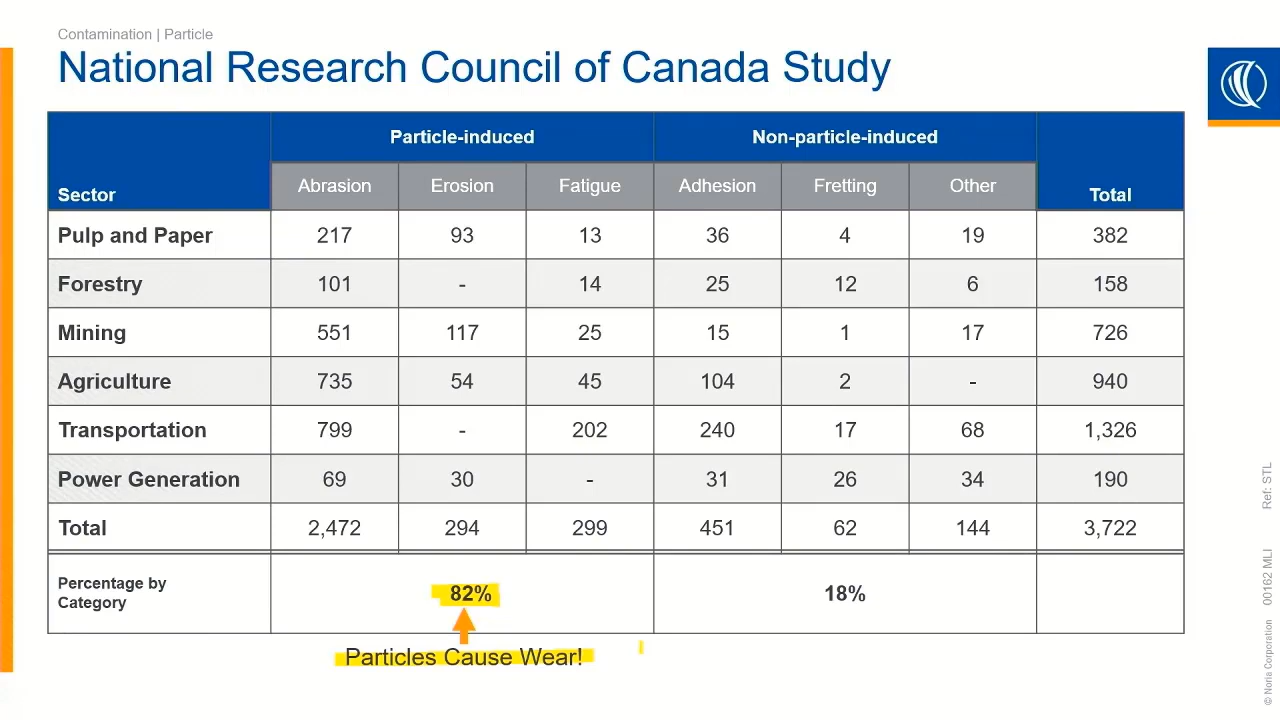 Contamination | Particle
National Research Council of Canada Study
Particle-induced Non-particle-induced
Sector Abrasion Erosion Fatigue Adhesion Fretting Other Total
Pulp and Paper 217 93 13 36 4 19 382
Forestry 101 - 14 25 12 6 158
Mining 551 117 25 15 1 17 726
Agriculture 735 54 45 104 2 - 940
Transportation 799 - 202 240 17 68 1,326
Power Generation 69 30 - 31 26 34 190
Total 2,472 294 299 451 62 144 3,722
Percentage by
Category 82% 18%
Particles Cause Wear!
© Noria Corporation 00162 MLI Ref: STL